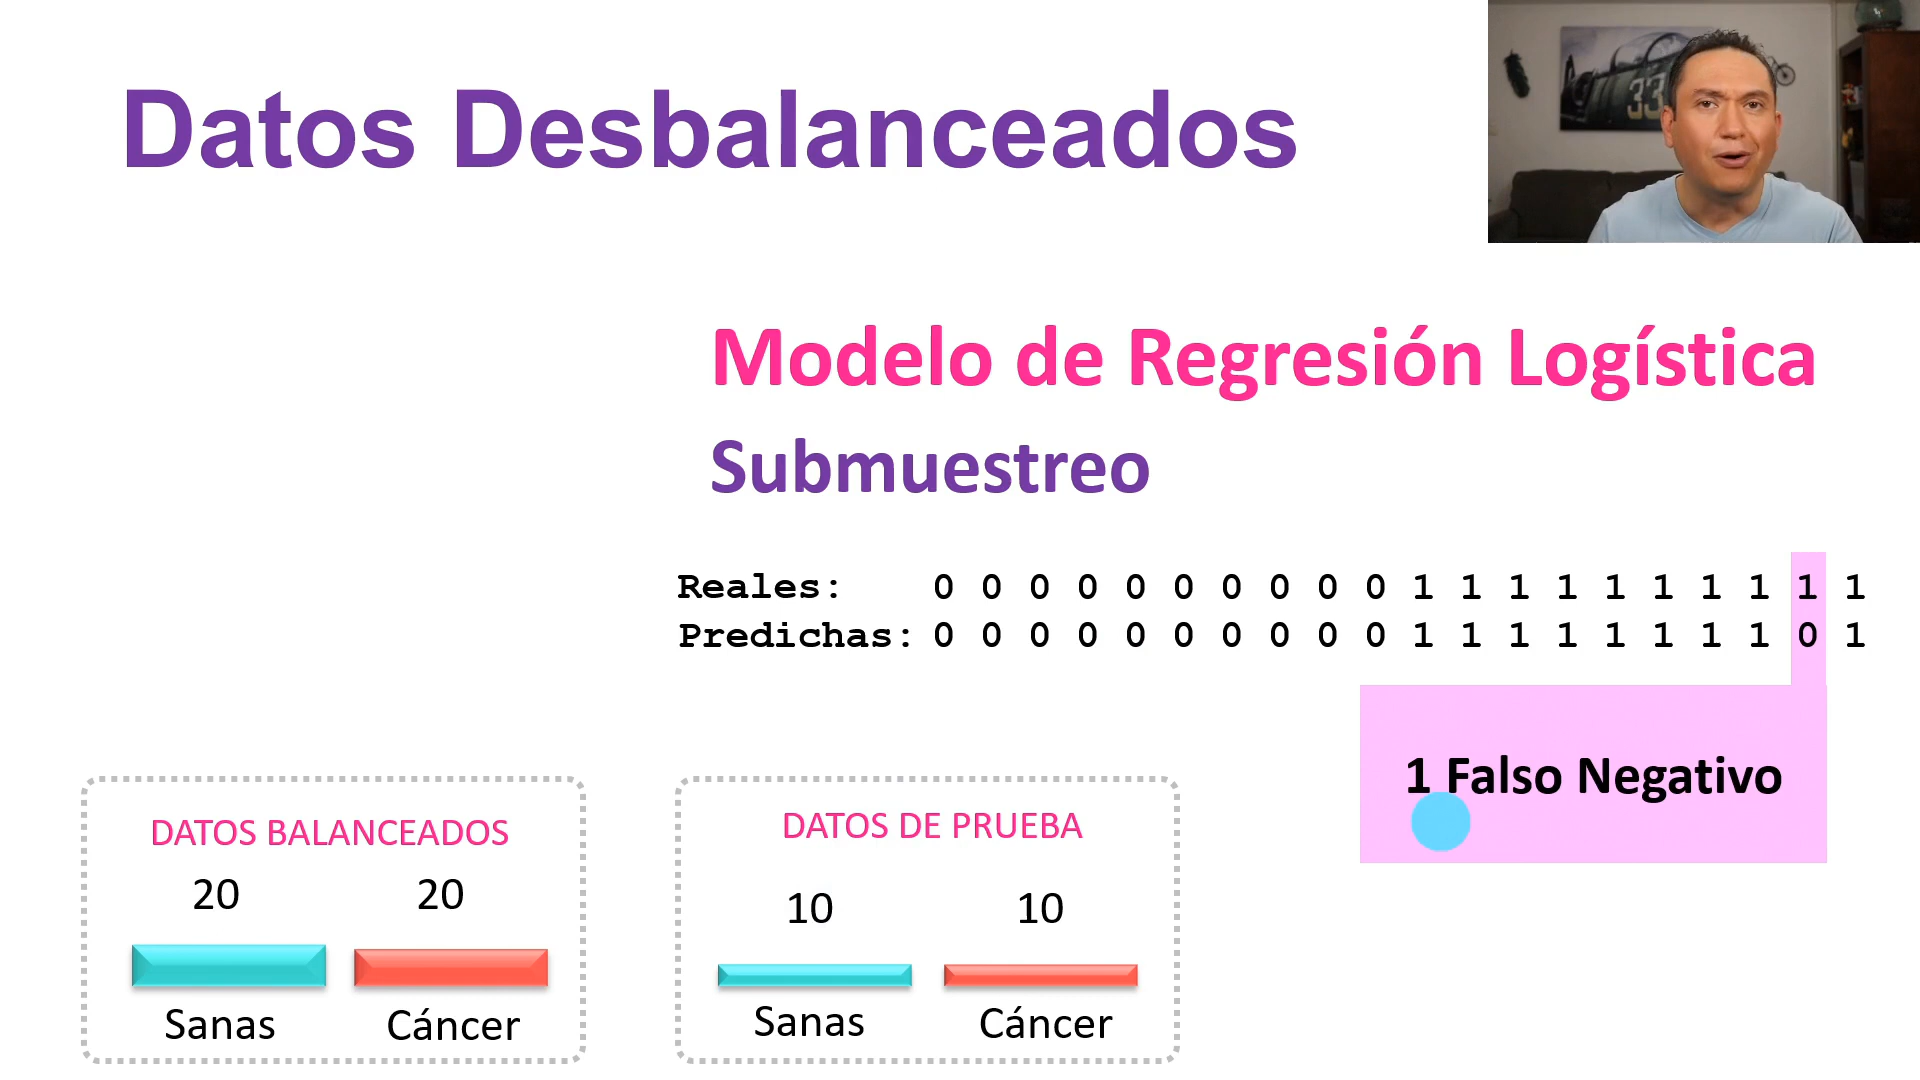 33
Datos Desbalanceados
Modelo de Regresión Logística
Submuestreo
Reales: 0 0 0 0 0 0 0 0 0 0 1 1 1 1 1 1 1 1 1 1
Predichas: 0 0 0 0 0 0 0 0 0 0 1 1 1 1 1 1 1 1 0 1
1 Falso Negativo
DATOS BALANCEADOS
20 20
Sanas Cáncer
DATOS DE PRUEBA
10 10
Sanas Cáncer